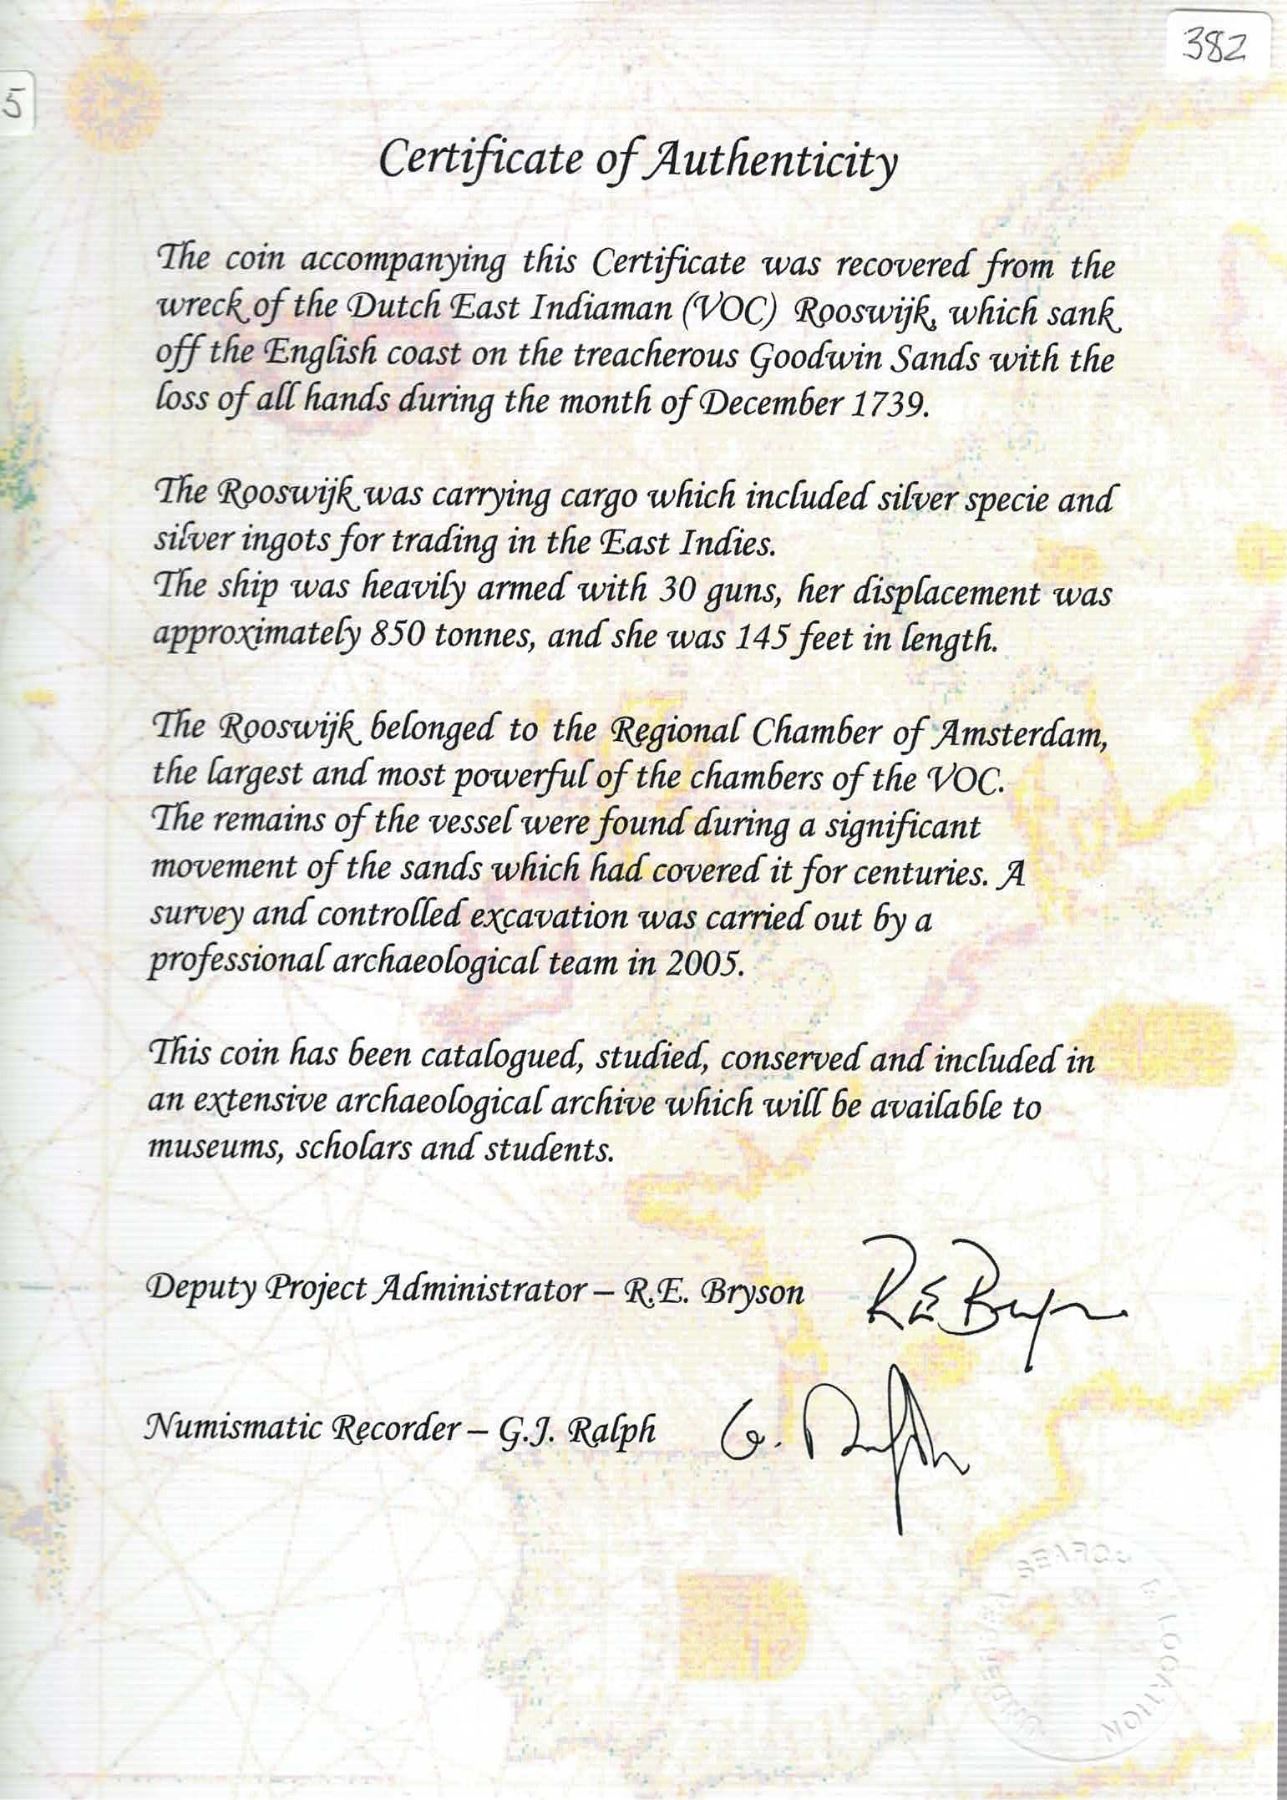 382
5
Certificate of Authenticity
The coin accompanying this Certificate was recovered from the
wreck of the Dutch East Indiaman (VOC) Rooswijk, which sank
off the English coast on the treacherous Goodwin Sands with the
loss of all hands during the month of December 1739.
The Rooswijk was carrying cargo which included silver specie and
silver ingots for trading in the East Indies.
The ship was heavily armed with 30 guns, her displacement was
approximately 850 tonnes, and she was 145 feet in length.
The Rooswijk belonged to the Regional Chamber of Amsterdam,
the largest and most powerful of the chambers of the VOC.
The remains of the vessel were found during a significant
movement of the sands which had covered it for centuries. A
survey and controlled excavation was carried out by a
professional archaeological team in 2005.
This coin has been catalogued, studied, conserved and included in
an extensive archaeological archive which will be available to
museums, scholars and students.
Deputy Project Administrator – R.E. Bryson R E Bryson
Numismatic Recorder – G.J. Ralph G. Ralph
SEARCH & LOCATION